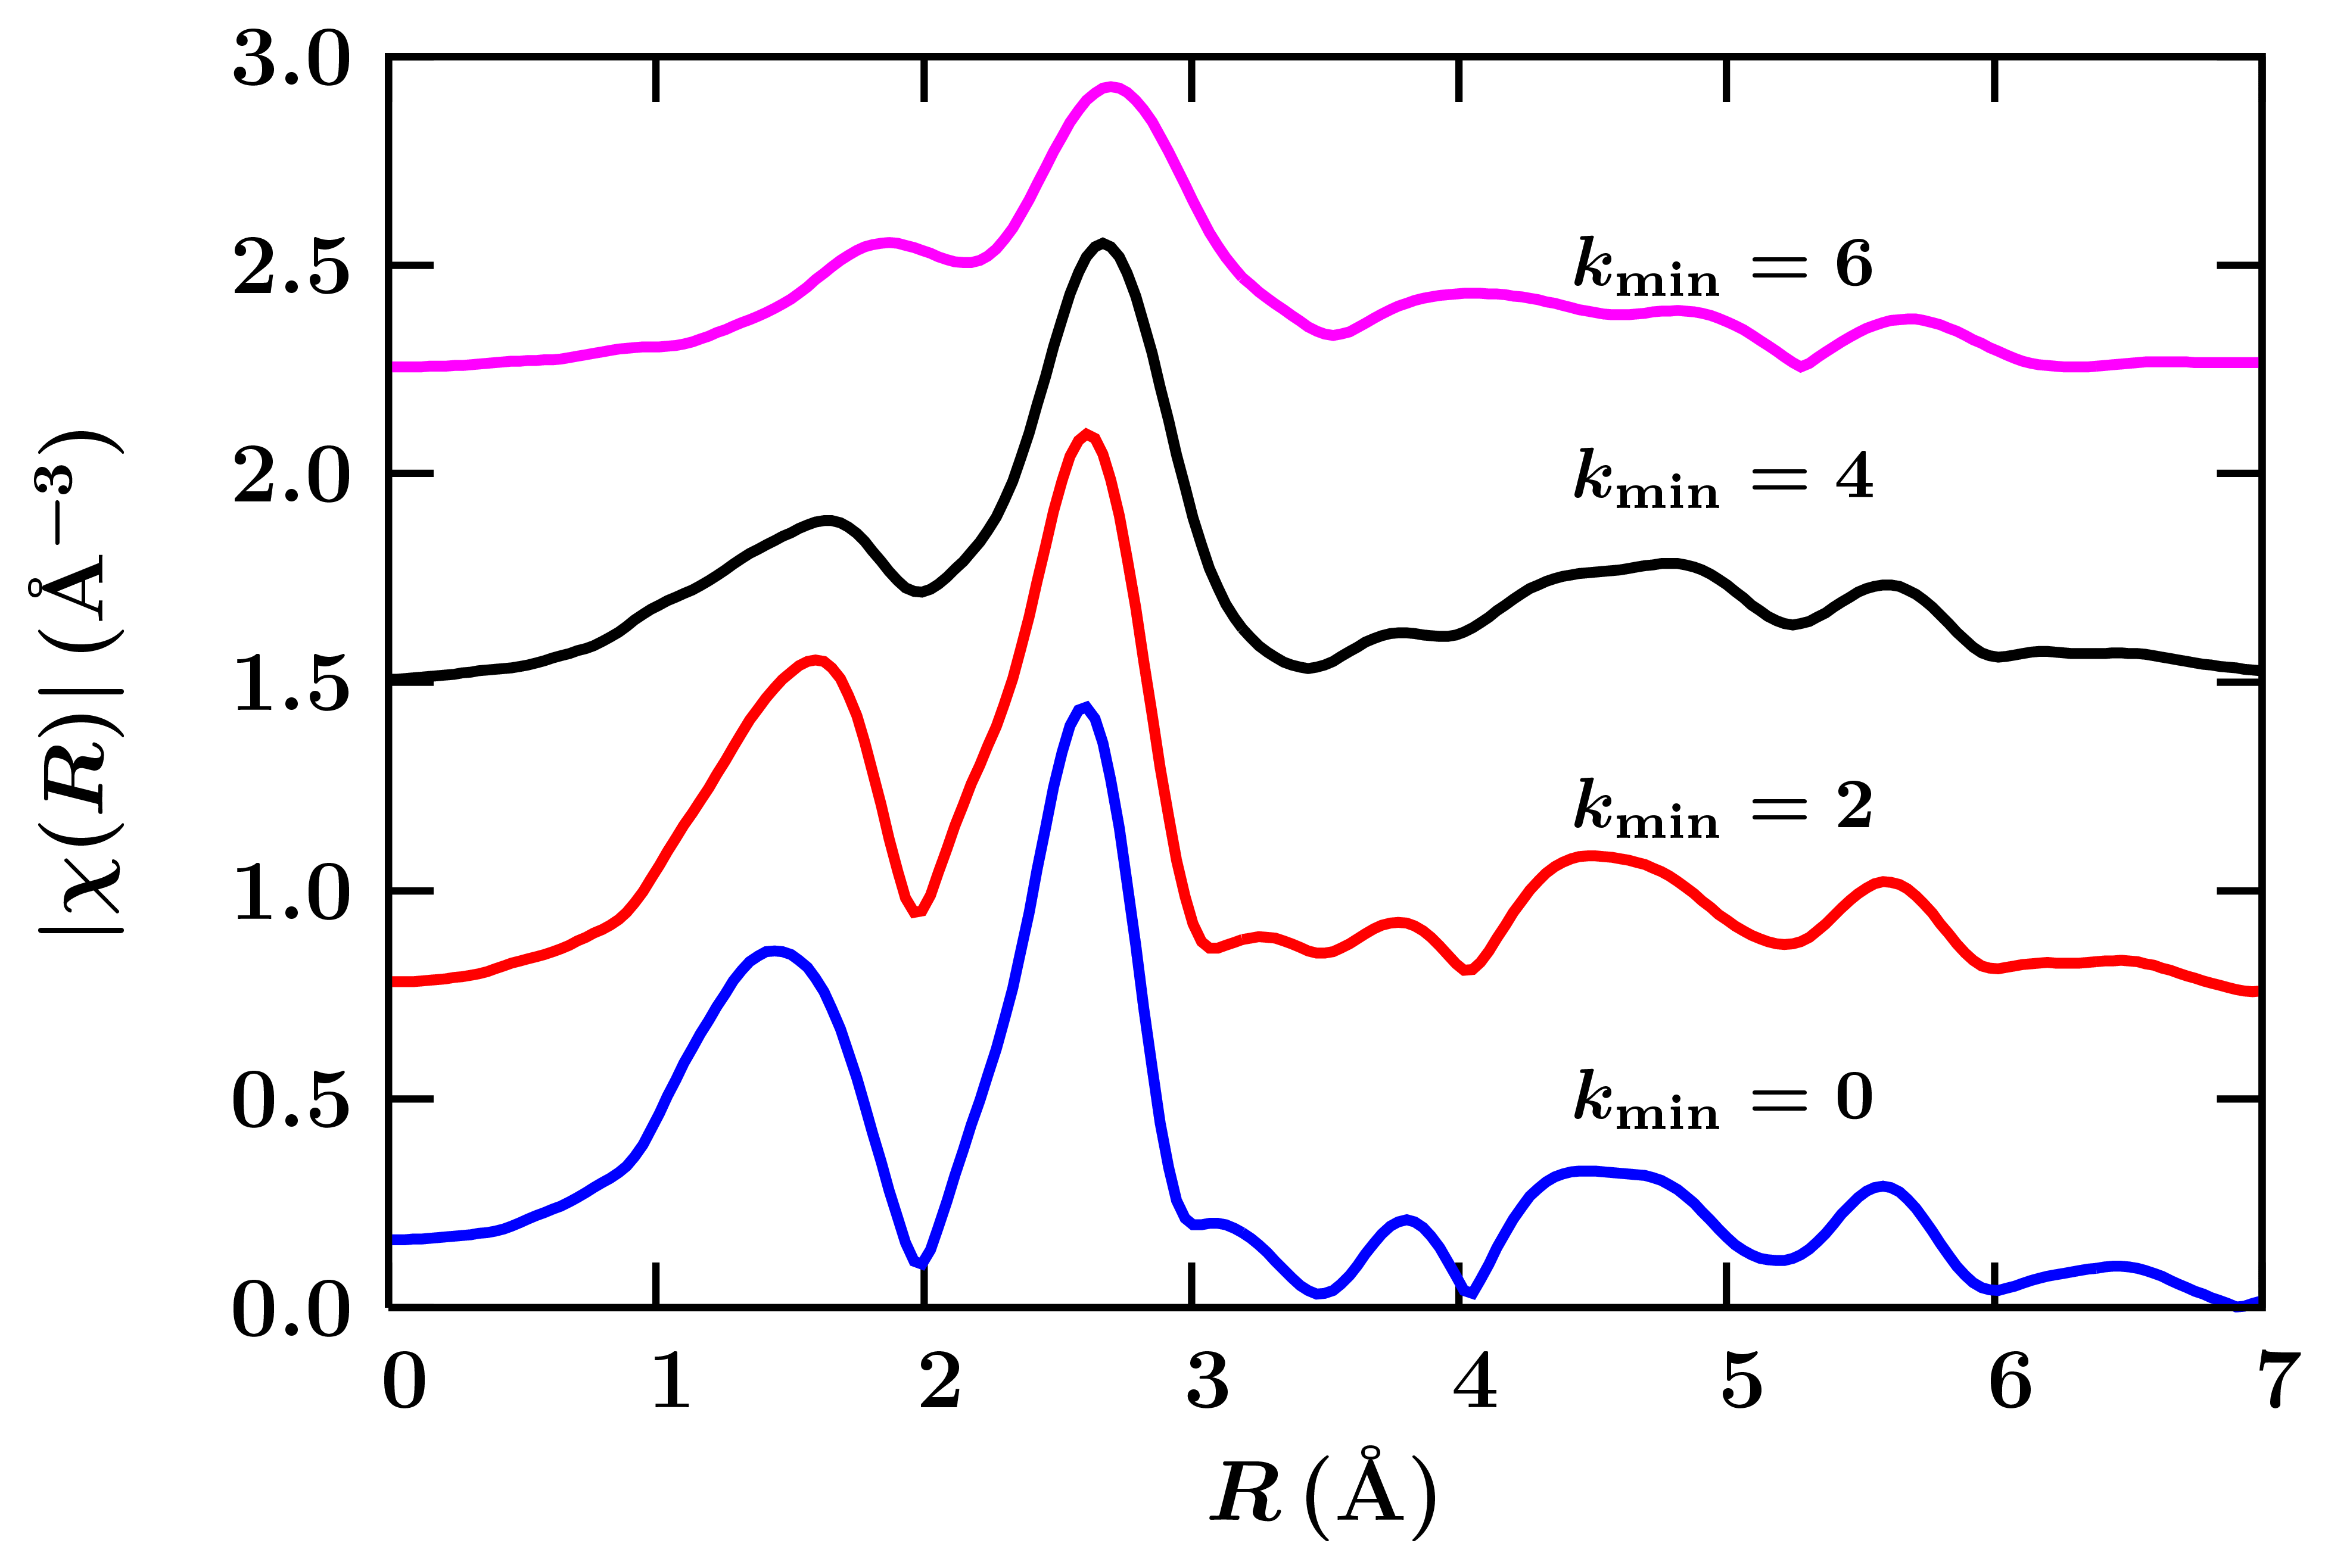 3.0
2.5
2.0
1.5
1.0
0.5
0.0
|χ(R)| (Å⁻³)
k_min = 6
k_min = 4
k_min = 2
k_min = 0
0 1 2 3 4 5 6 7
R (Å)